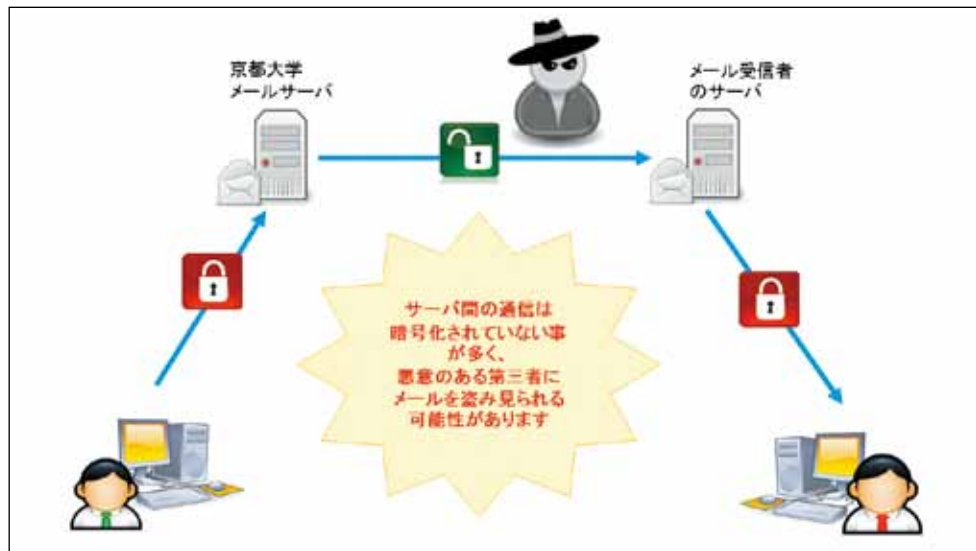 京都大学
メールサーバ
メール受信者
のサーバ
サーバ間の通信は
暗号化されていない事
が多く、
悪意のある第三者に
メールを盗み見られる
可能性があります